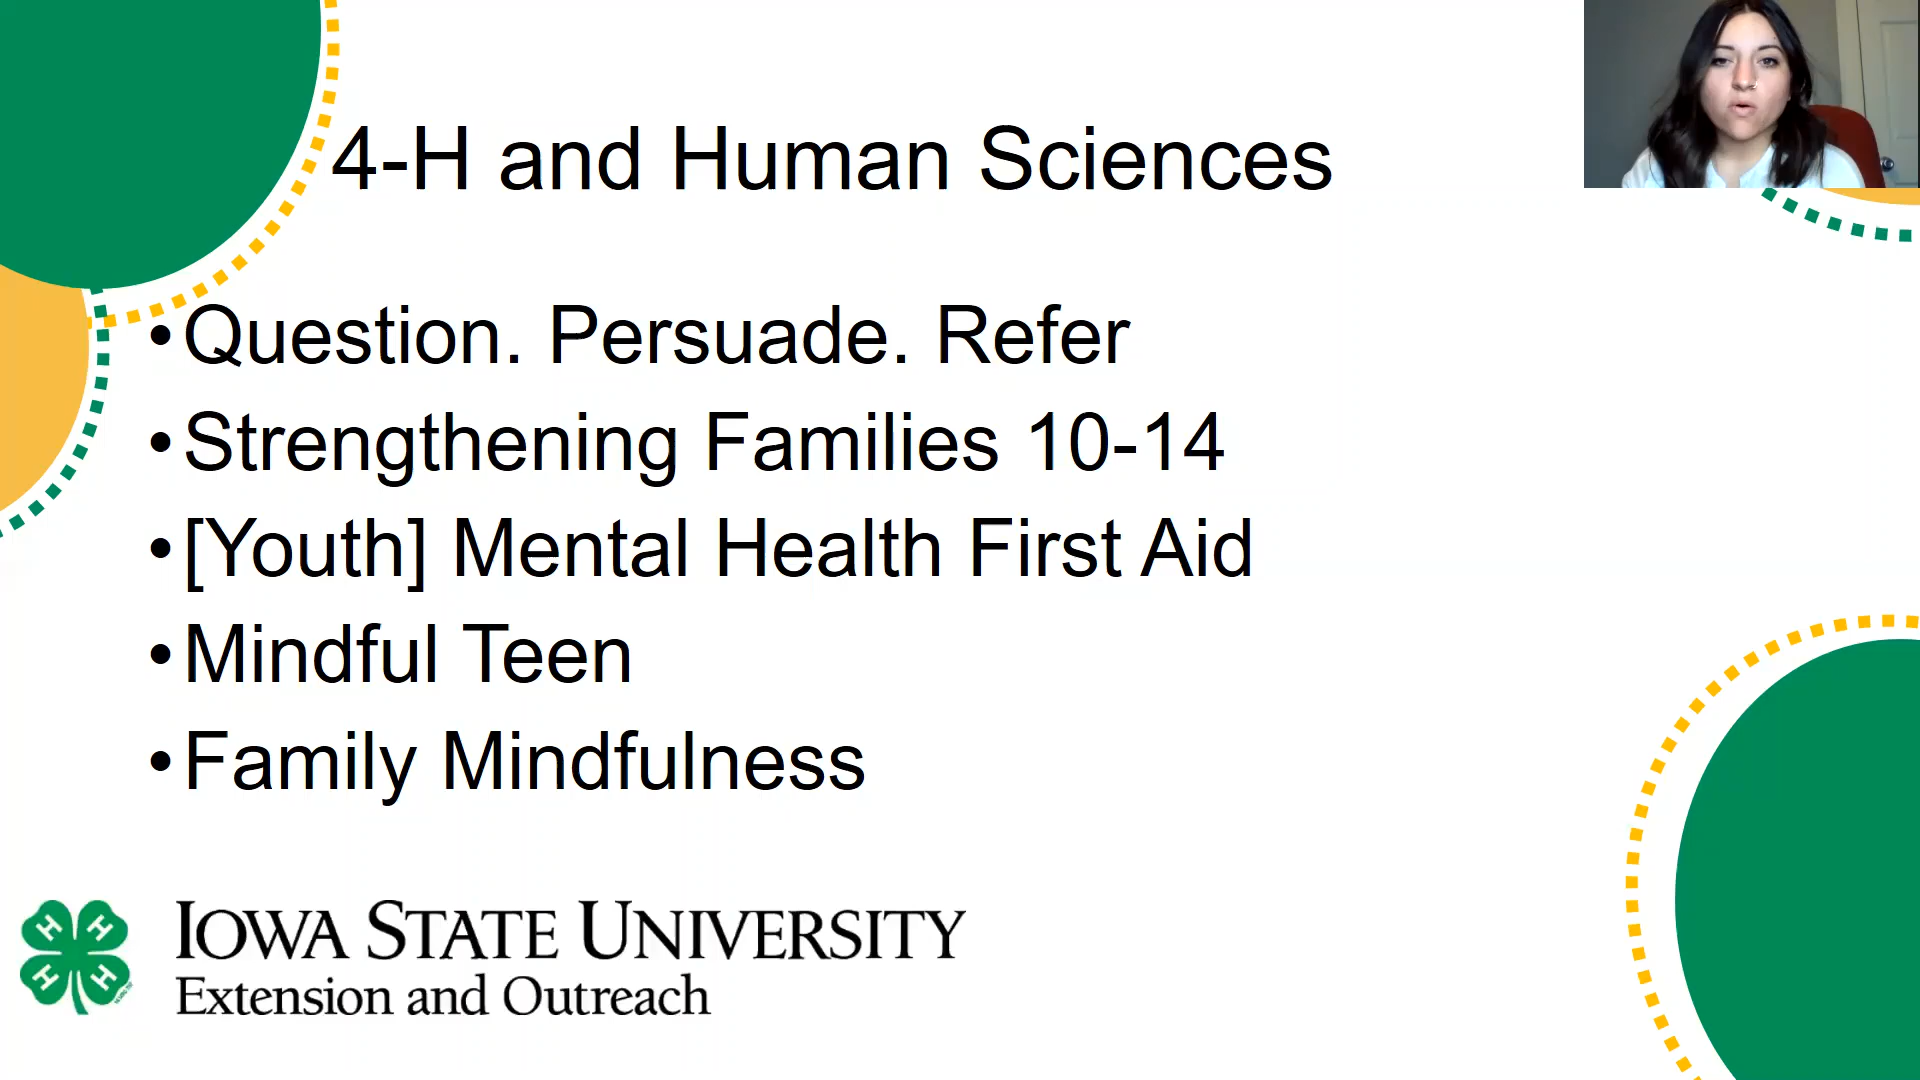 4-H and Human Sciences
•Question. Persuade. Refer
•Strengthening Families 10-14
•[Youth] Mental Health First Aid
•Mindful Teen
•Family Mindfulness
H H
H H
IOWA STATE UNIVERSITY
Extension and Outreach